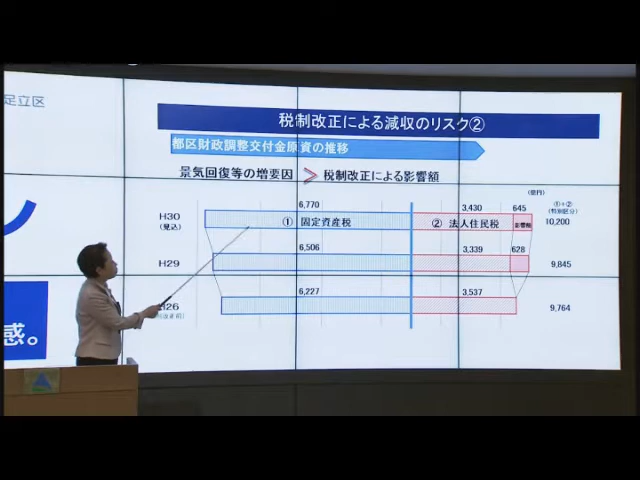 足立区
税制改正による減収のリスク②
都区財政調整交付金原資の推移
景気回復等の増要因 > 税制改正による影響額
(億円)
①+②
(特別区分)
H30
(見込)
6,770
① 固定資産税
3,430
② 法人住民税
645
影響額
10,200
H29
6,506
3,339
628
9,845
H26
6,227
3,537
9,764
感。